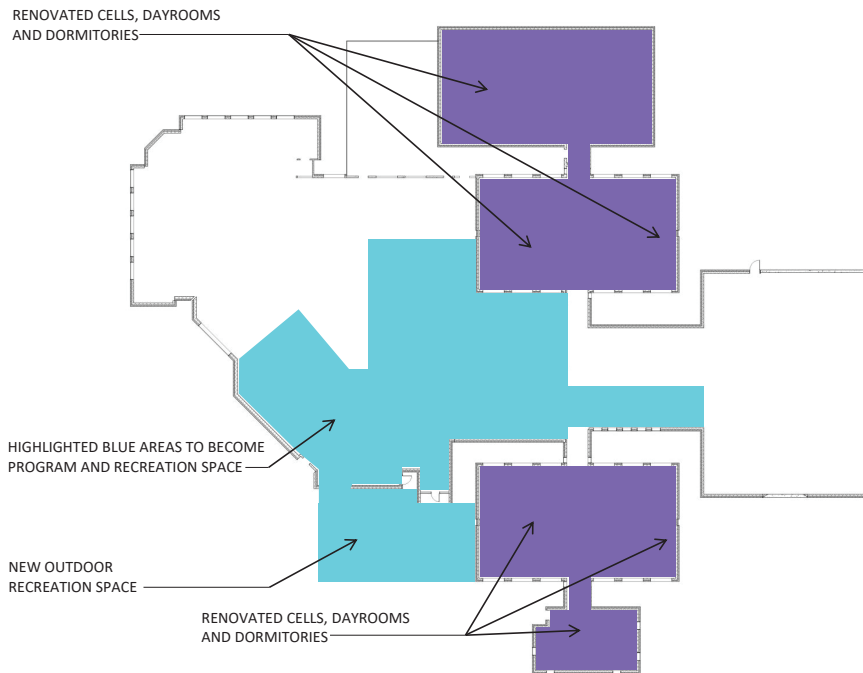 RENOVATED CELLS, DAYROOMS
AND DORMITORIES
HIGHLIGHTED BLUE AREAS TO BECOME
PROGRAM AND RECREATION SPACE
NEW OUTDOOR
RECREATION SPACE
RENOVATED CELLS, DAYROOMS
AND DORMITORIES